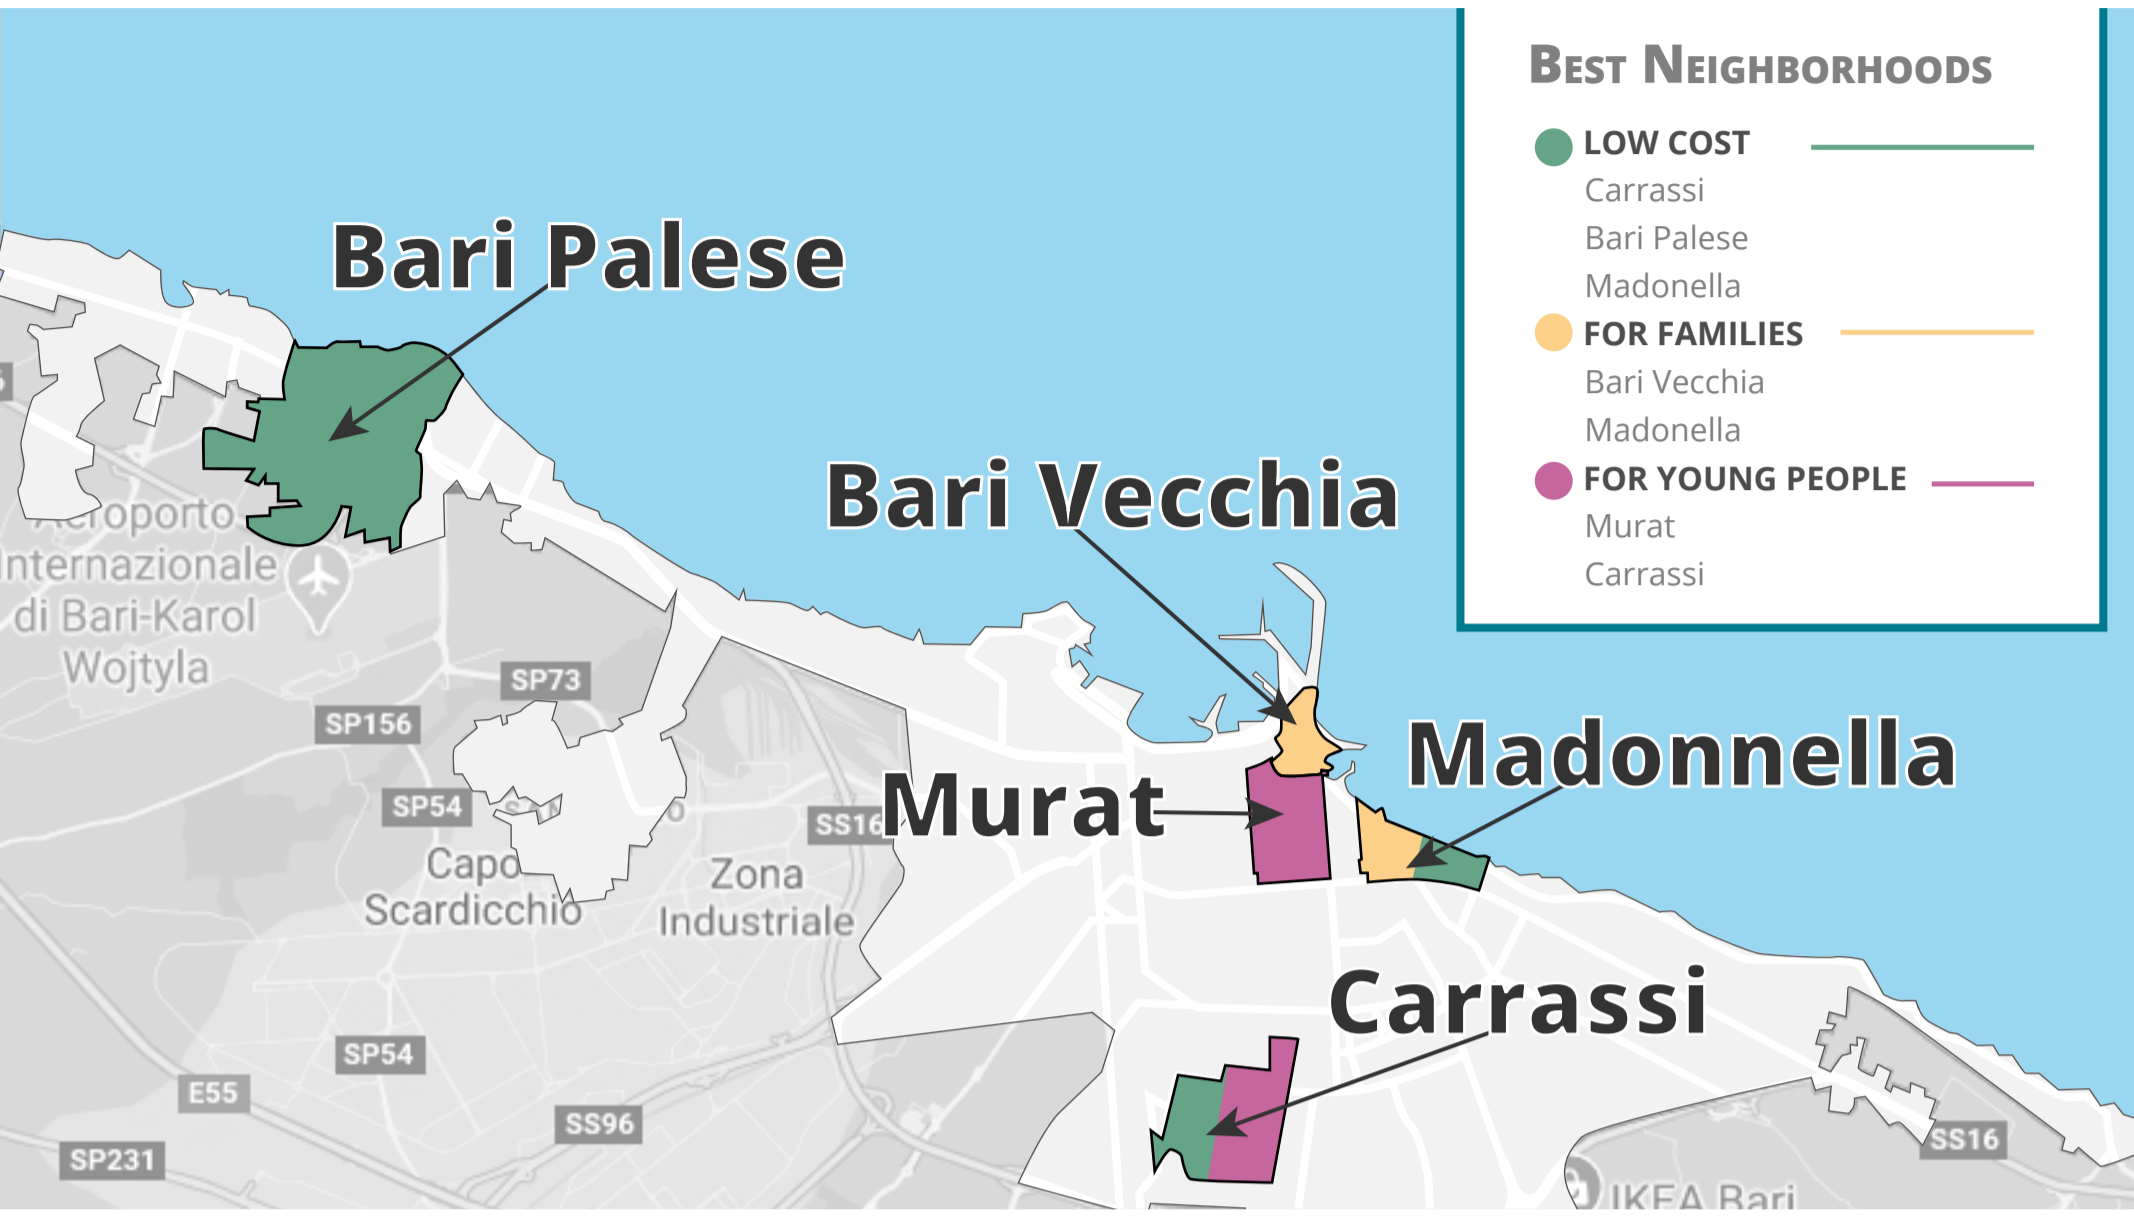 BEST NEIGHBORHOODS
LOW COST
Carrassi
Bari Palese
Madonella
FOR FAMILIES
Bari Vecchia
Madonella
FOR YOUNG PEOPLE
Murat
Carrassi
Bari Palese
Bari Vecchia
Madonnella
Murat
Carrassi
Aeroporto
Internazionale
di Bari-Karol
Wojtyla
SP73
SP156
SP54
SS16
Capo
Scardicchio
Zona
Industriale
SP54
E55
SS96
SP231
SS16
IKEA Bari